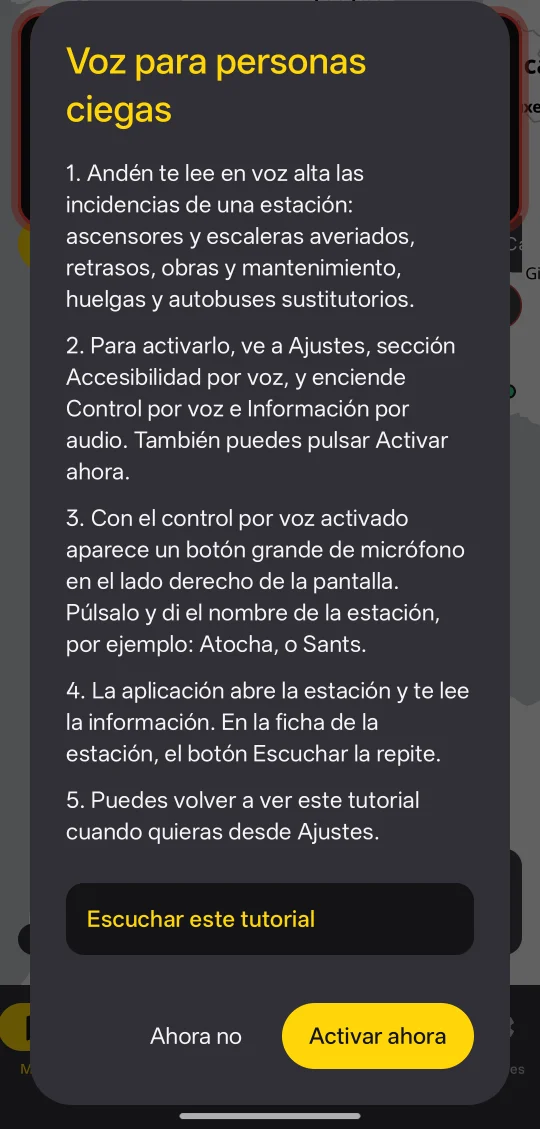 Voz para personas
ciegas
1. Andén te lee en voz alta las
incidencias de una estación:
ascensores y escaleras averiados,
retrasos, obras y mantenimiento,
huelgas y autobuses sustitutorios.
2. Para activarlo, ve a Ajustes, sección
Accesibilidad por voz, y enciende
Control por voz e Información por
audio. También puedes pulsar Activar
ahora.
3. Con el control por voz activado
aparece un botón grande de micrófono
en el lado derecho de la pantalla.
Púlsalo y di el nombre de la estación,
por ejemplo: Atocha, o Sants.
4. La aplicación abre la estación y te lee
la información. En la ficha de la
estación, el botón Escuchar la repite.
5. Puedes volver a ver este tutorial
cuando quieras desde Ajustes.
Escuchar este tutorial
Ahora no
Activar ahora